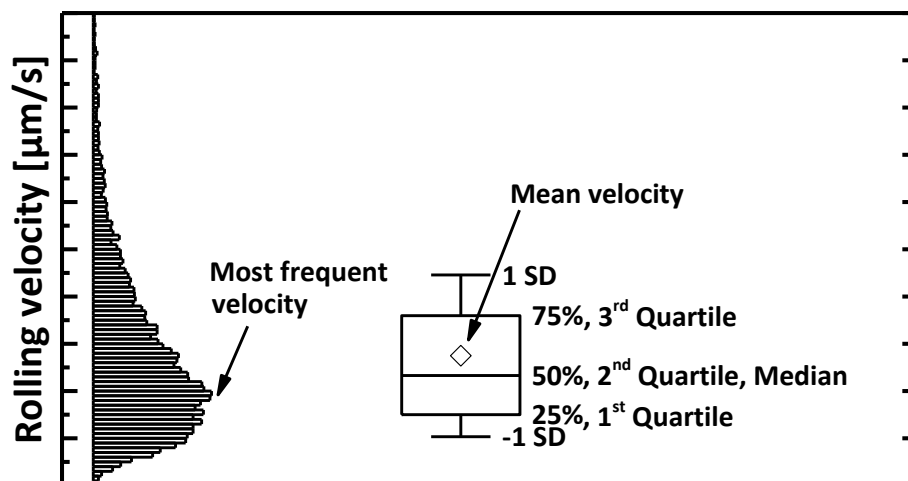 Rolling velocity [µm/s]
Most frequent
velocity
Mean velocity
1 SD
75%, 3rd Quartile
50%, 2nd Quartile, Median
25%, 1st Quartile
-1 SD